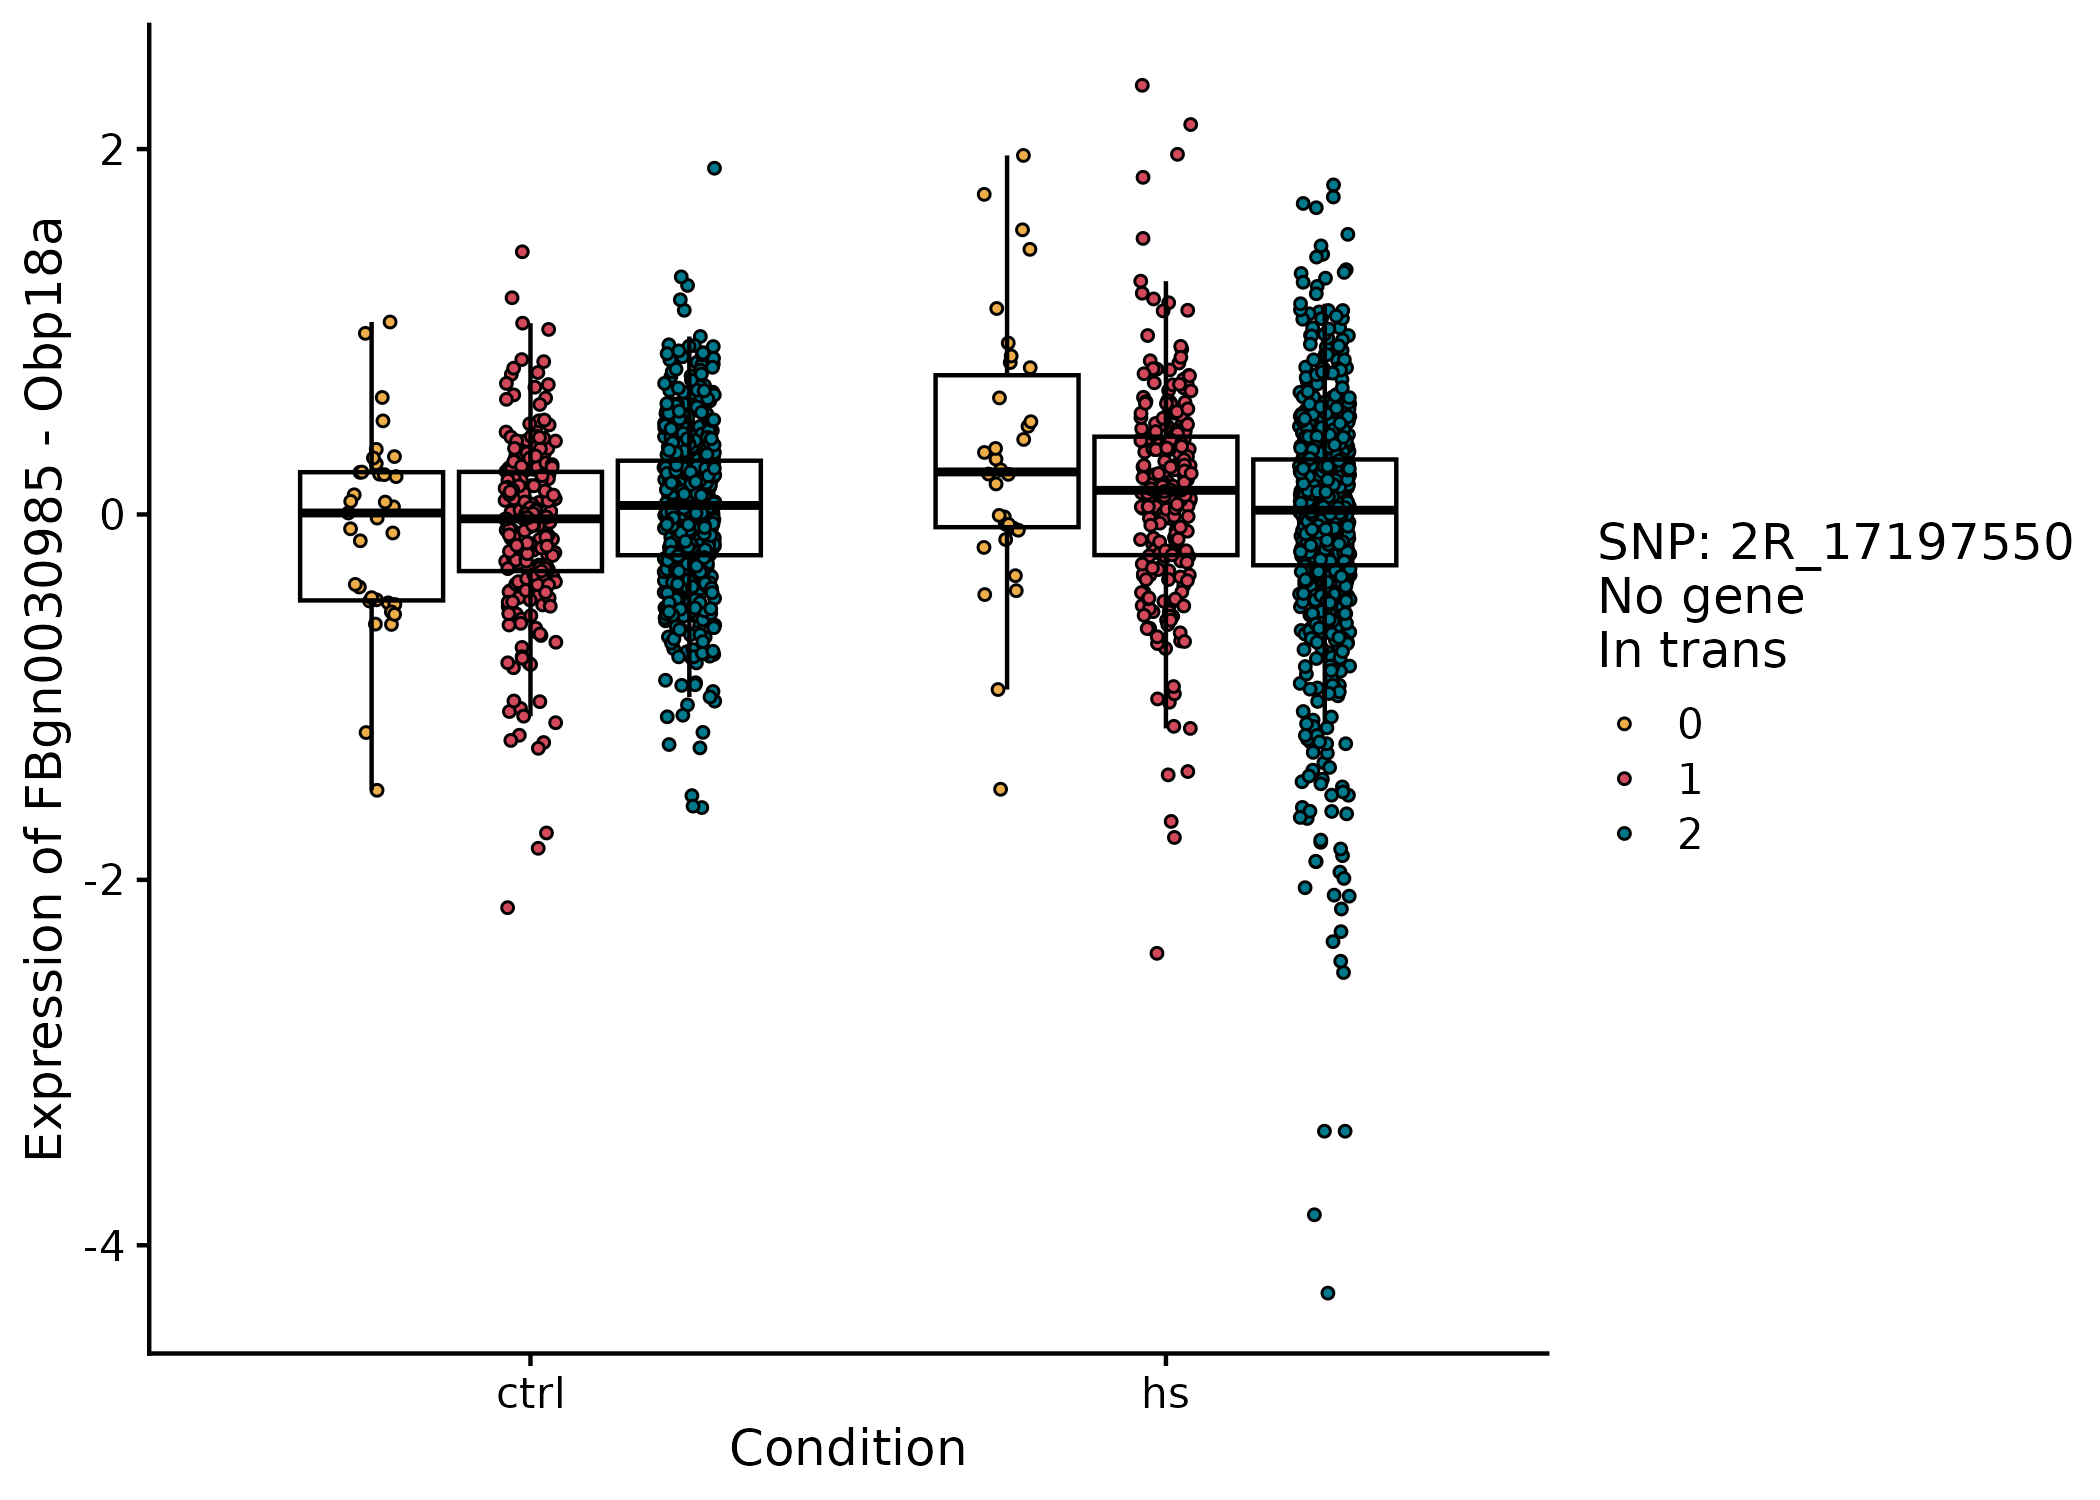 Expression of FBgn0030985 - Obp18a
2
0
-2
-4
ctrl
hs
Condition
SNP: 2R_17197550
No gene
In trans
0
1
2